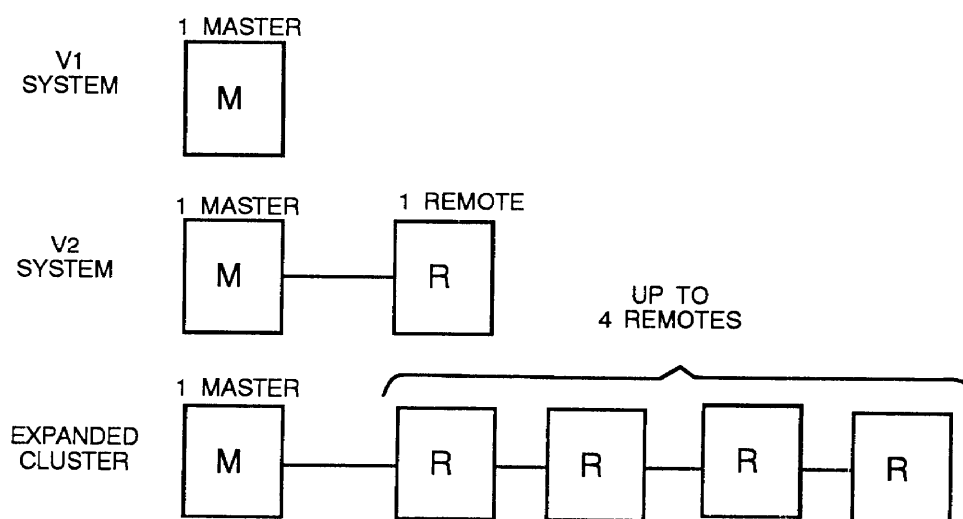 1 MASTER
V1
SYSTEM
M
1 MASTER
1 REMOTE
V2
SYSTEM
M
R
UP TO
4 REMOTES
1 MASTER
EXPANDED
CLUSTER
M
R
R
R
R